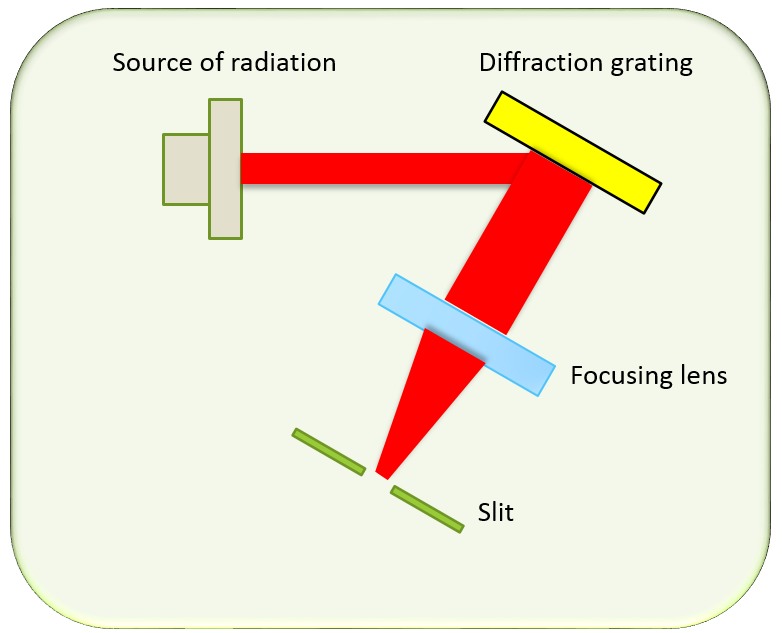 Source of radiation
Diffraction grating
Focusing lens
Slit